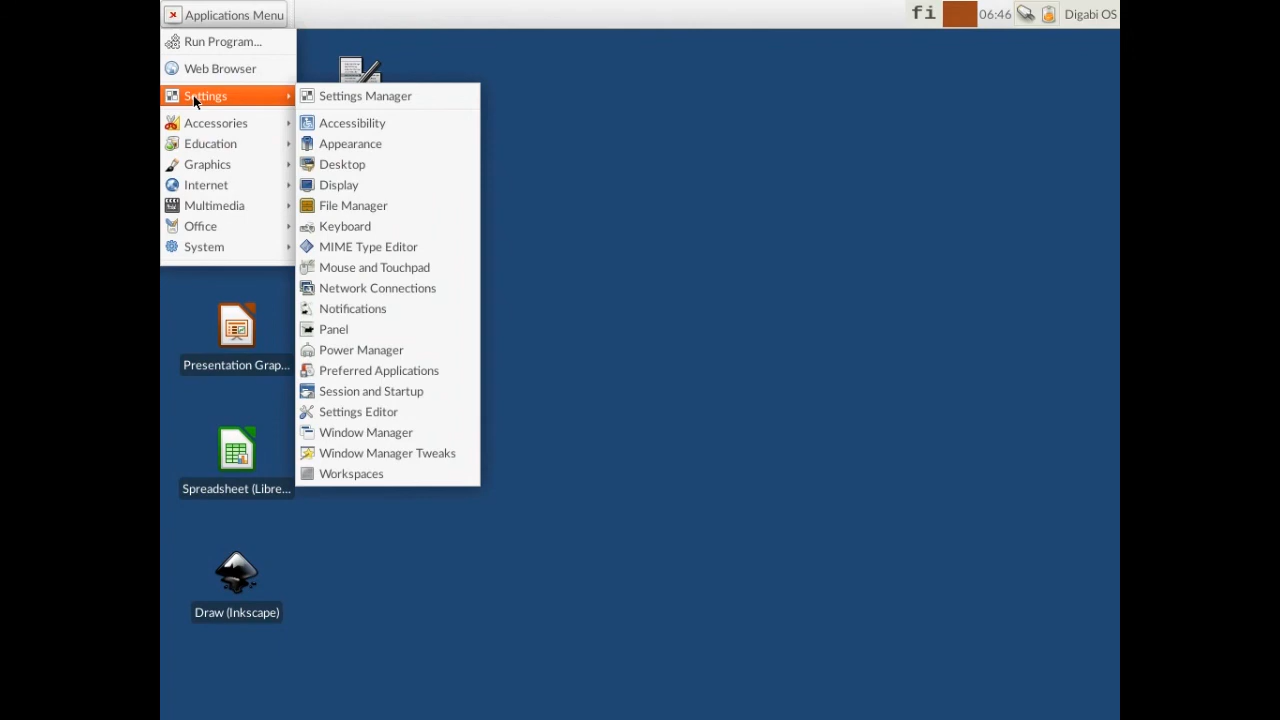 Applications Menu
fi
06:46
Digabi OS
Run Program...
Web Browser
Settings
Accessories
Education
Graphics
Internet
Multimedia
Office
System
Settings Manager
Accessibility
Appearance
Desktop
Display
File Manager
Keyboard
MIME Type Editor
Mouse and Touchpad
Network Connections
Notifications
Panel
Power Manager
Preferred Applications
Session and Startup
Settings Editor
Window Manager
Window Manager Tweaks
Workspaces
Presentation Grap...
Spreadsheet (Libre...
Draw (Inkscape)